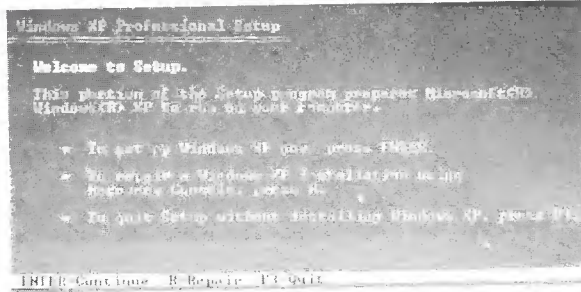 Windows XP Professional Setup
Welcome to Setup.
This portion of the Setup program prepares Microsoft(R)
Windows(R) XP to run on your computer.
• To set up Windows XP now, press ENTER.
• To repair a Windows XP installation using
Recovery Console, press R.
• To quit Setup without installing Windows XP, press F3.
ENTER=Continue R=Repair F3=Quit